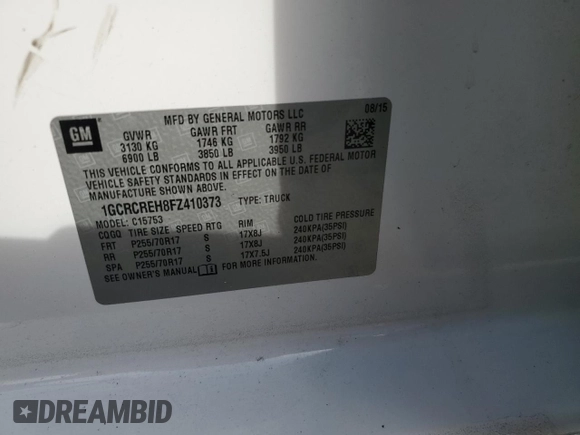 GM
MFD BY GENERAL MOTORS LLC 08/15
GVWR GAWR FRT GAWR RR
3130 KG 1746 KG 1792 KG
6900 LB 3850 LB 3950 LB
THIS VEHICLE CONFORMS TO ALL APPLICABLE U.S. FEDERAL MOTOR
VEHICLE SAFETY STANDARDS IN EFFECT ON THE DATE OF
MANUFACTURE SHOWN ABOVE.
1GCRCREH8FZ410373 TYPE: TRUCK
MODEL: C15753
CQGQ TIRE SIZE SPEED RTG RIM COLD TIRE PRESSURE
FRT P255/70R17 S 17X8J 240KPA(35PSI)
RR P255/70R17 S 17X8J 240KPA(35PSI)
SPA P255/70R17 S 17X7.5J 240KPA(35PSI)
SEE OWNER'S MANUAL FOR MORE INFORMATION.
DREAMBID